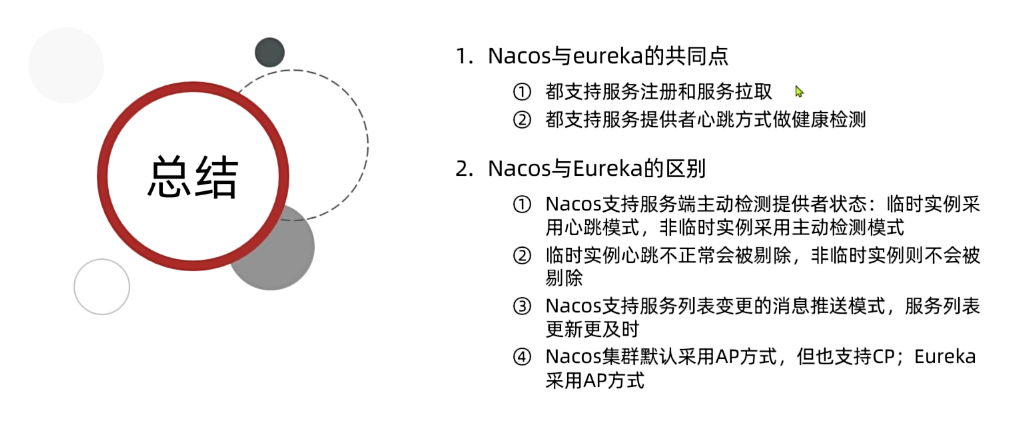 总结
1. Nacos与eureka的共同点
① 都支持服务注册和服务拉取
② 都支持服务提供者心跳方式做健康检测
2. Nacos与Eureka的区别
① Nacos支持服务端主动检测提供者状态：临时实例采
用心跳模式，非临时实例采用主动检测模式
② 临时实例心跳不正常会被剔除，非临时实例则不会被
剔除
③ Nacos支持服务列表变更的消息推送模式，服务列表
更新更及时
④ Nacos集群默认采用AP方式，但也支持CP；Eureka
采用AP方式